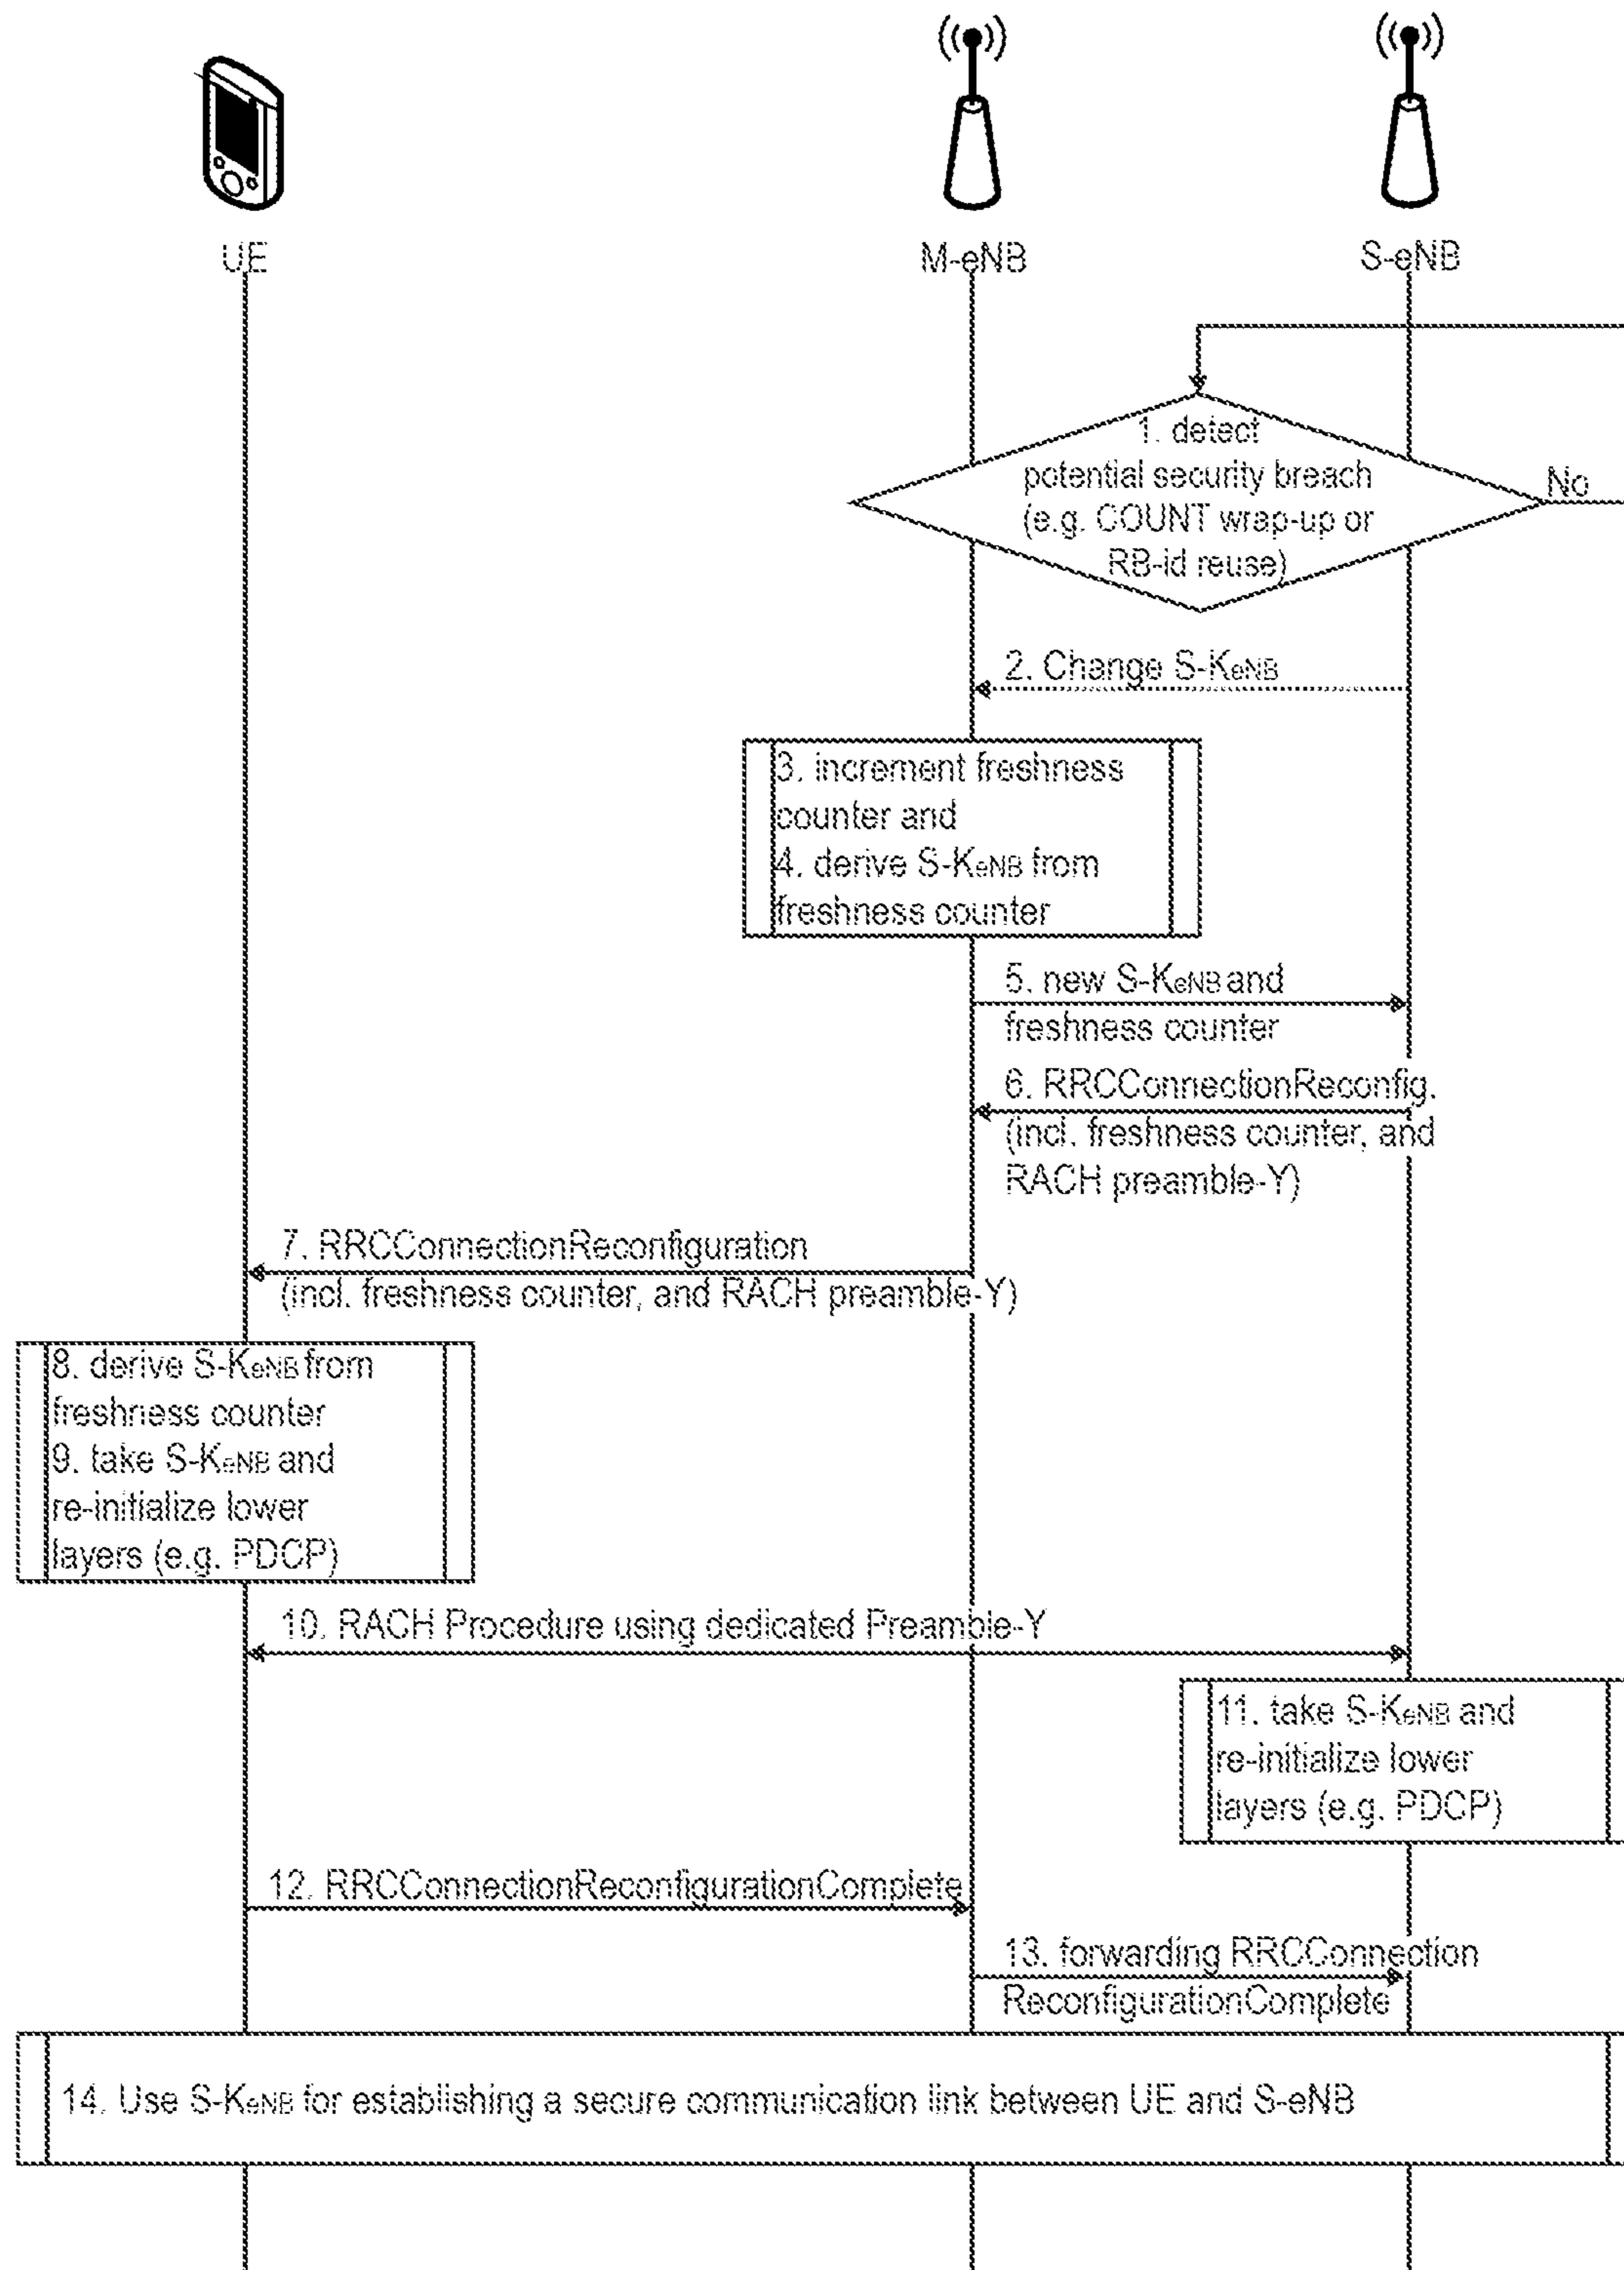 UE
M-eNB
S-eNB
1. detect
potential security breach
(e.g. COUNT wrap-up or
RB-id reuse)
No
2. Change S-KeNB
3. increment freshness
counter and
4. derive S-KeNB from
freshness counter
5. new S-KeNB and
freshness counter
6. RRCConnectionReconfig.
(incl. freshness counter, and
RACH preamble-Y)
7. RRCConnectionReconfiguration
(incl. freshness counter, and RACH preamble-Y)
8. derive S-KeNB from
freshness counter
9. take S-KeNB and
re-initialize lower
layers (e.g. PDCP)
10. RACH Procedure using dedicated Preamble-Y
11. take S-KeNB and
re-initialize lower
layers (e.g. PDCP)
12. RRCConnectionReconfigurationComplete
13. forwarding RRCConnection
ReconfigurationComplete
14. Use S-KeNB for establishing a secure communication link between UE and S-eNB